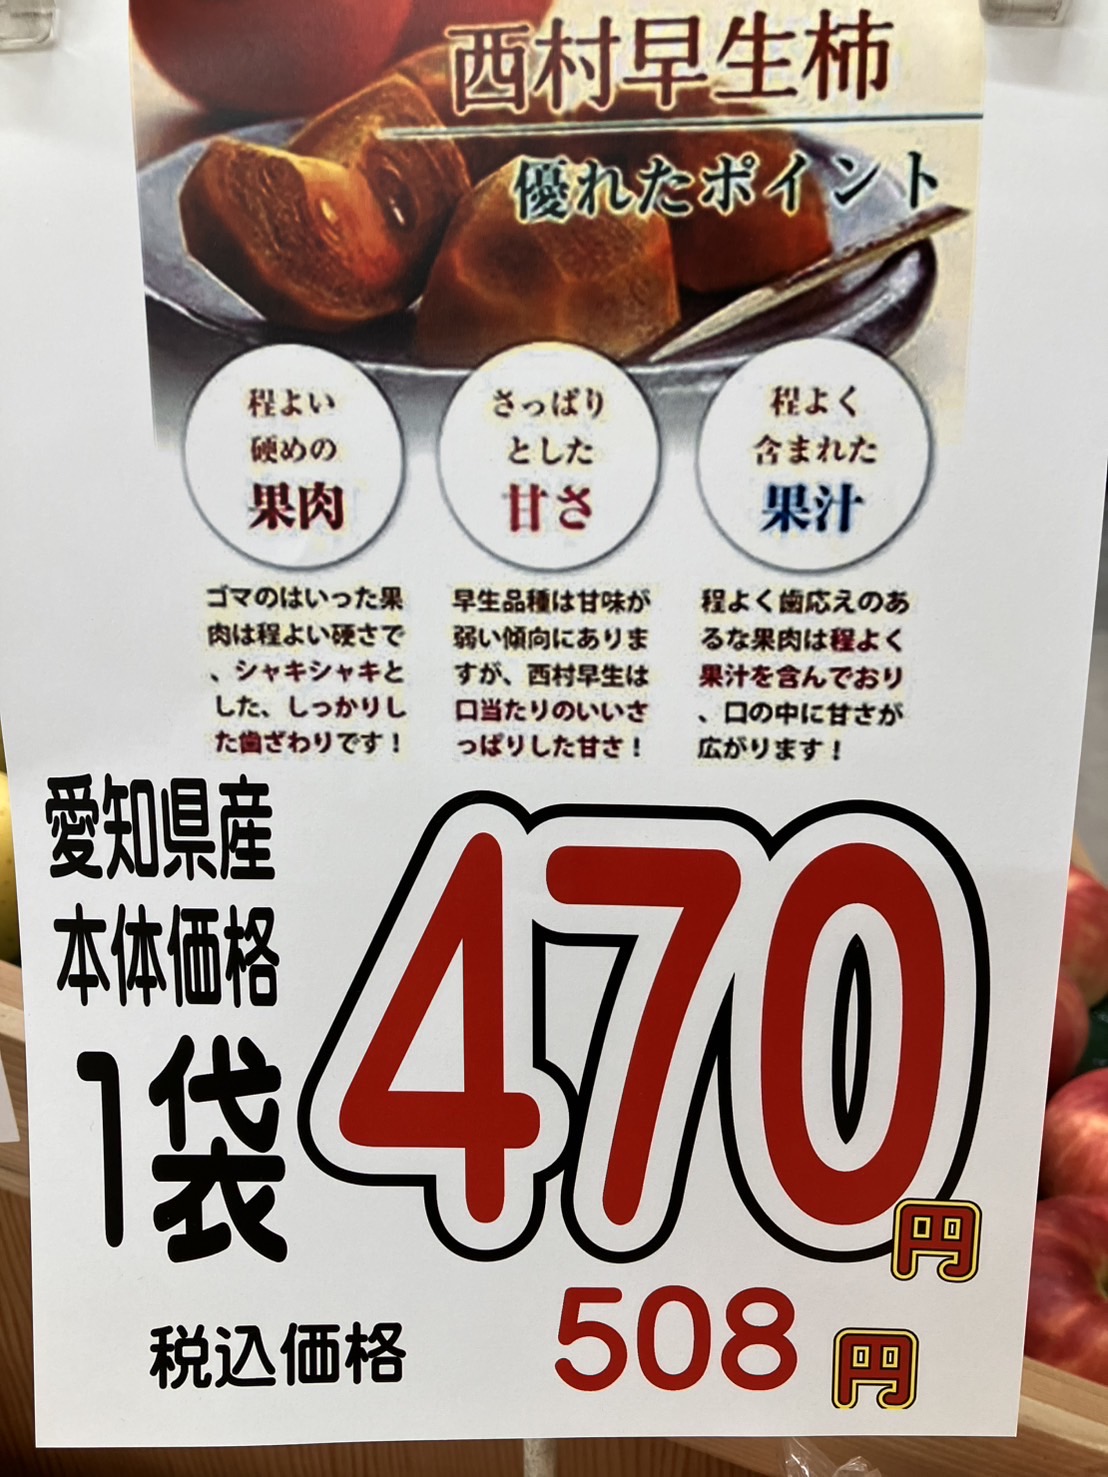 西村早生柿
優れたポイント
程よい
硬めの
果肉
さっぱり
とした
甘さ
程よく
含まれた
果汁
ゴマのはいった果
肉は程よい硬さで
、シャキシャキと
した、しっかりし
た歯ざわりです！
早生品種は甘味が
弱い傾向にありま
すが、西村早生は
口当たりのいいさ
っぱりした甘さ！
程よく歯応えのあ
るな果肉は程よく
果汁を含んでおり
、口の中に甘さが
広がります！
愛知県産
本体価格
1袋
470円
税込価格 508円